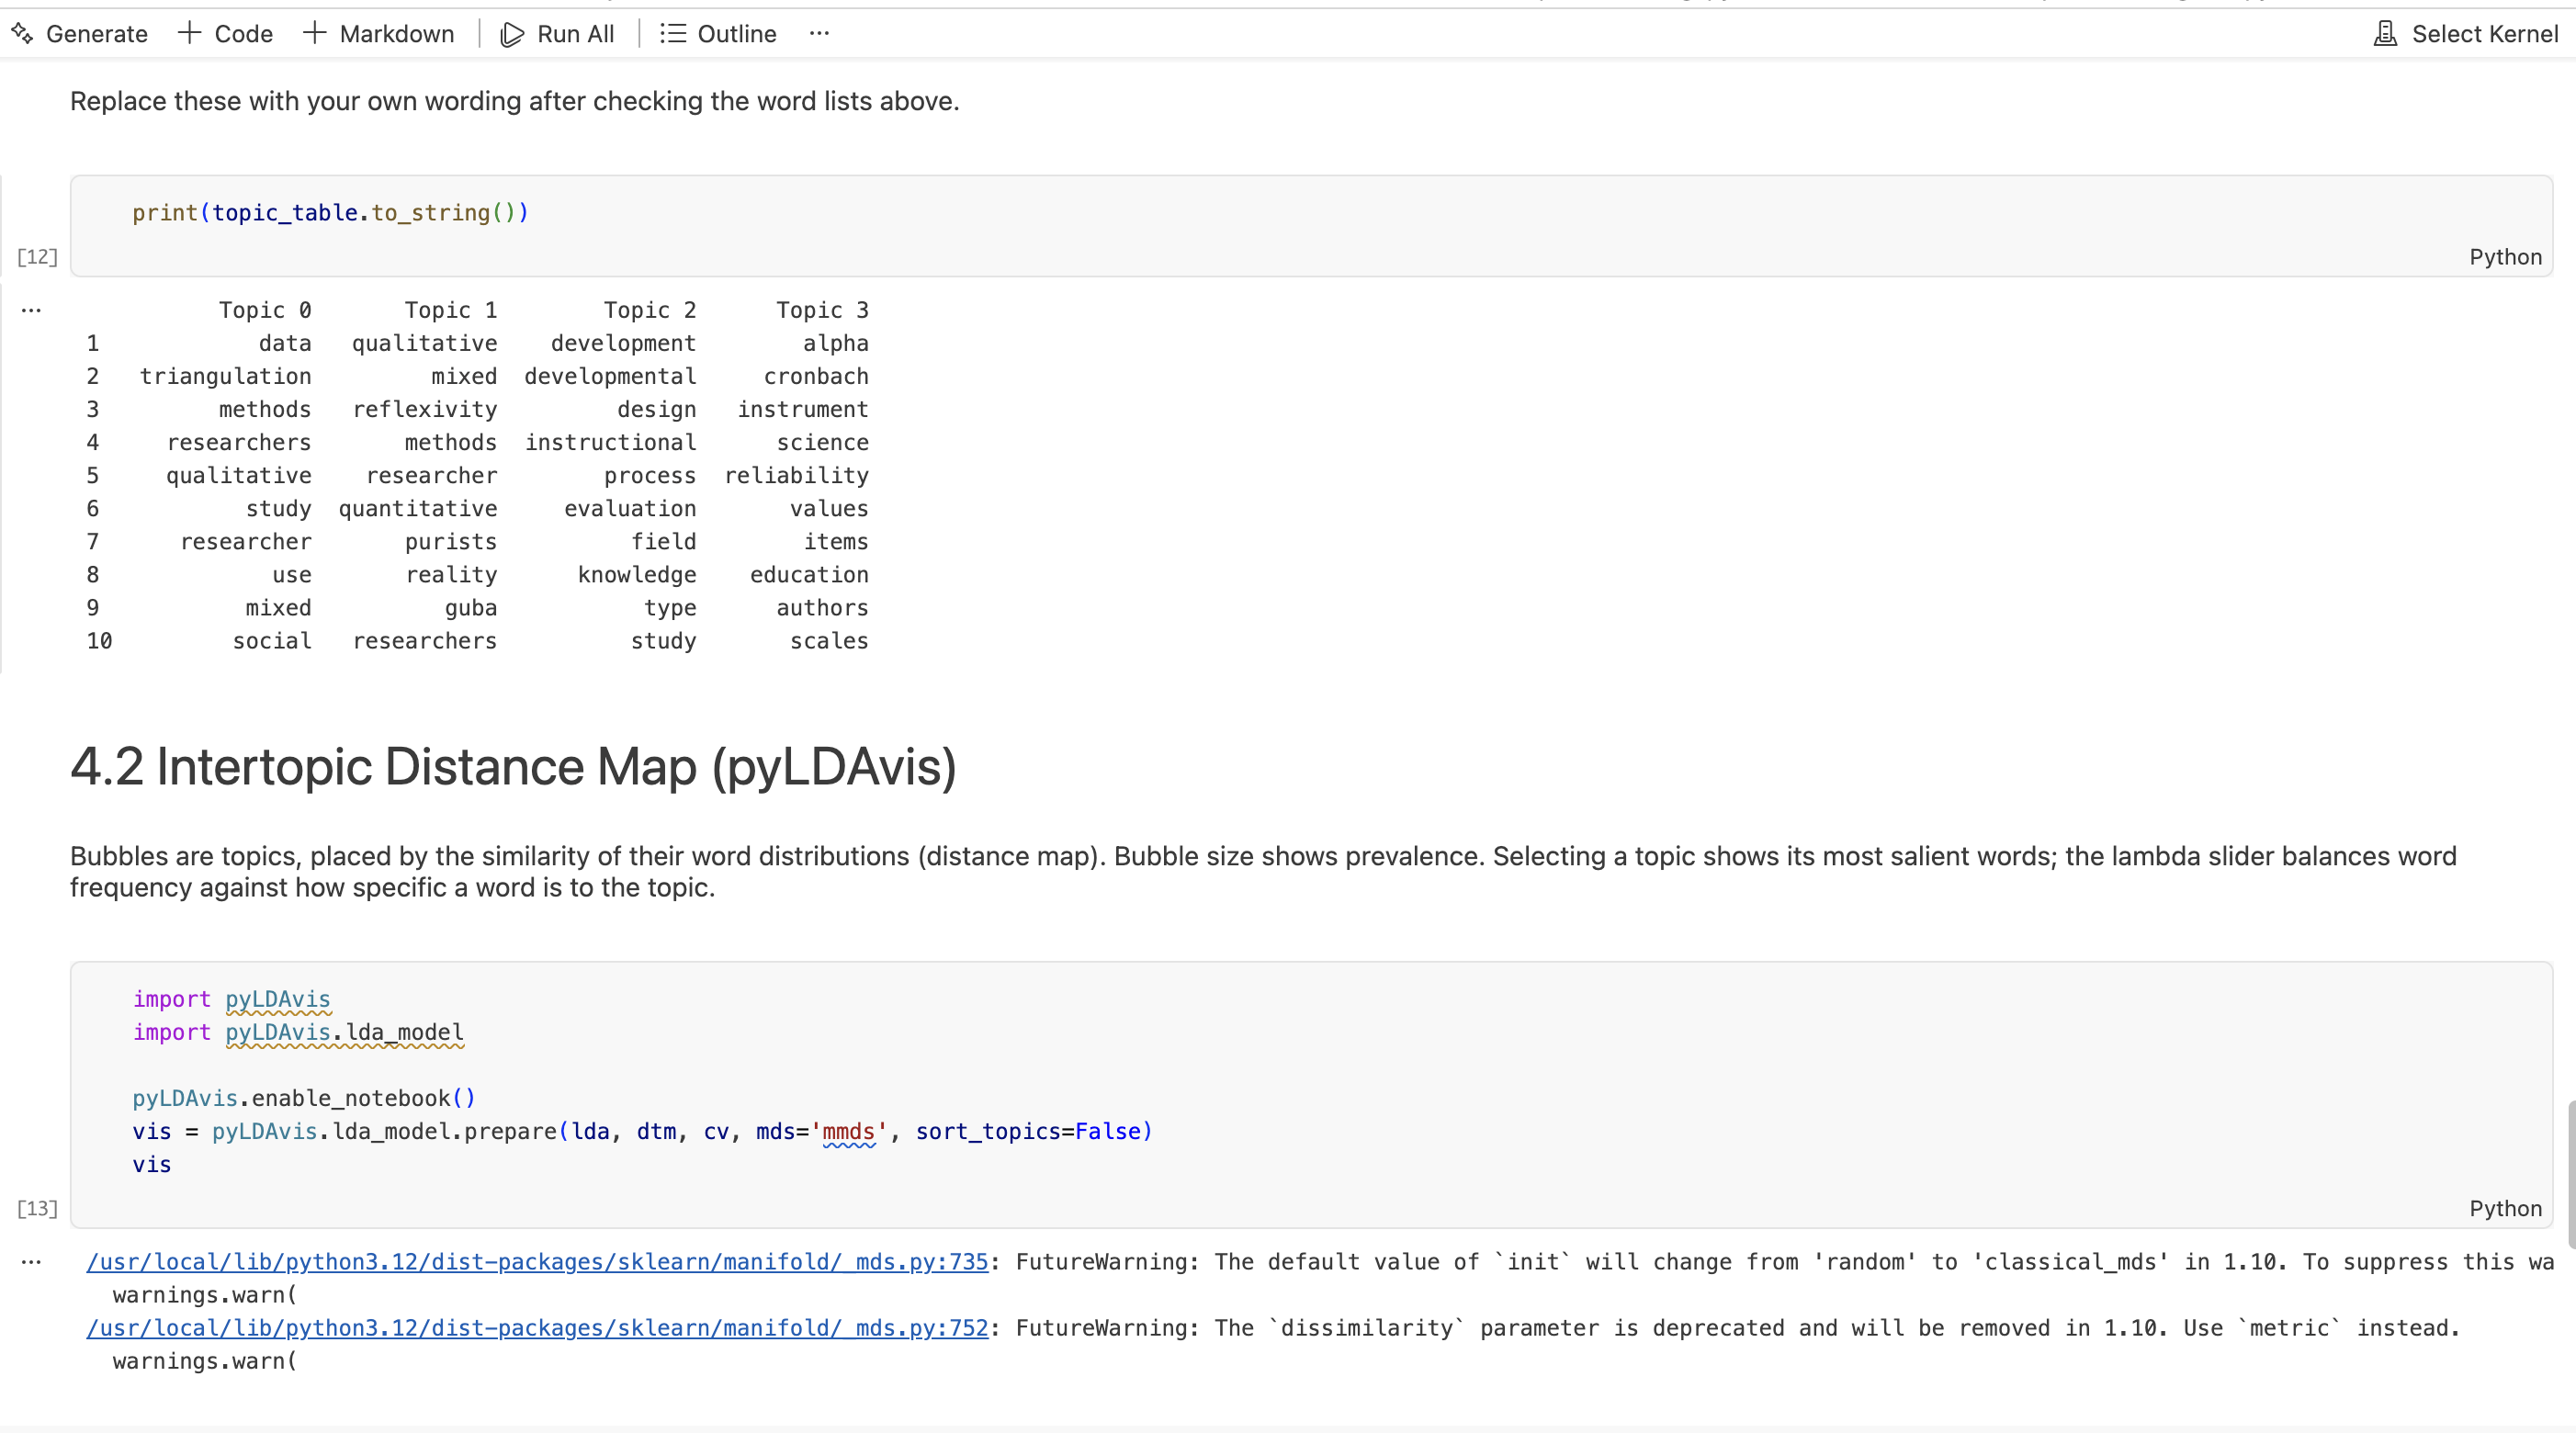 Generate Code Markdown Run All Outline ··· Select Kernel
Replace these with your own wording after checking the word lists above.
print(topic_table.to_string())
[12] Python
··· Topic 0 Topic 1 Topic 2 Topic 3
1 data qualitative development alpha
2 triangulation mixed developmental cronbach
3 methods reflexivity design instrument
4 researchers methods instructional science
5 qualitative researcher process reliability
6 study quantitative evaluation values
7 researcher purists field items
8 use reality knowledge education
9 mixed guba type authors
10 social researchers study scales
4.2 Intertopic Distance Map (pyLDAvis)
Bubbles are topics, placed by the similarity of their word distributions (distance map). Bubble size shows prevalence. Selecting a topic shows its most salient words; the lambda slider balances word
frequency against how specific a word is to the topic.
import pyLDAvis
import pyLDAvis.lda_model
pyLDAvis.enable_notebook()
vis = pyLDAvis.lda_model.prepare(lda, dtm, cv, mds='mmds', sort_topics=False)
vis
[13] Python
··· /usr/local/lib/python3.12/dist-packages/sklearn/manifold/_mds.py:735: FutureWarning: The default value of `init` will change from 'random' to 'classical_mds' in 1.10. To suppress this wa
warnings.warn(
/usr/local/lib/python3.12/dist-packages/sklearn/manifold/_mds.py:752: FutureWarning: The `dissimilarity` parameter is deprecated and will be removed in 1.10. Use `metric` instead.
warnings.warn(